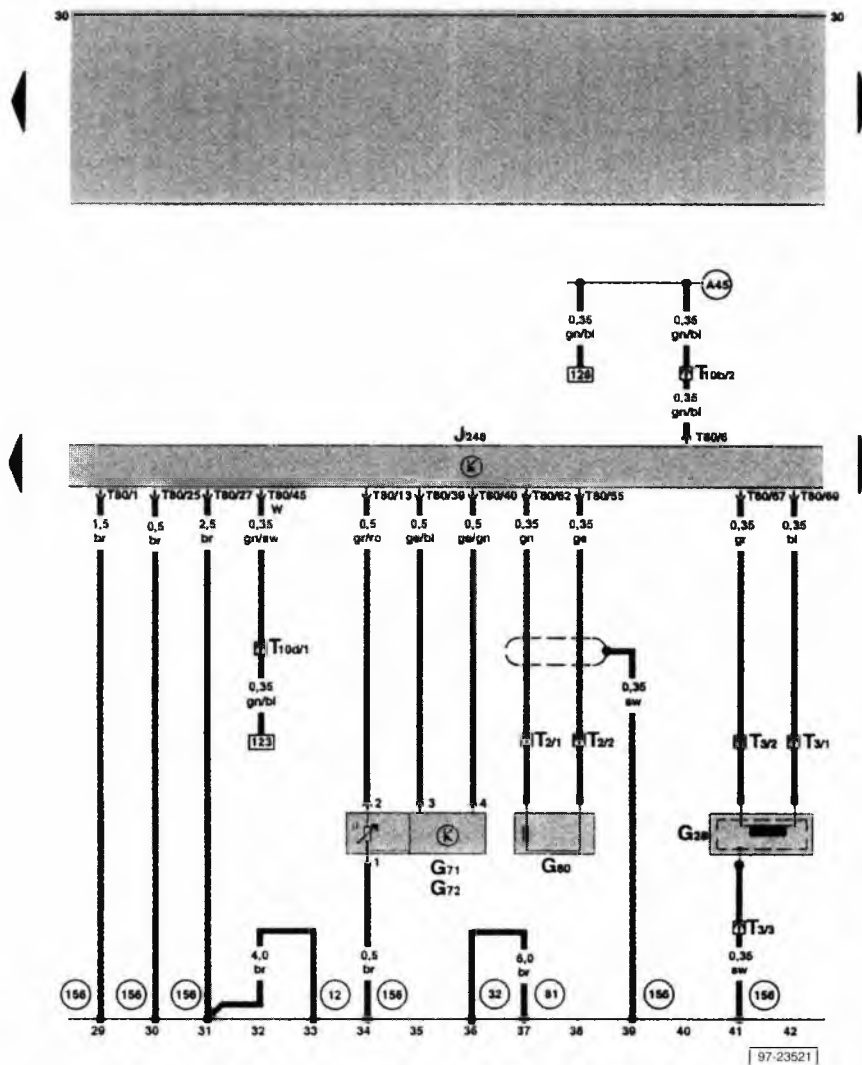 30 30
A45
0,35 0,35
gn/bl gn/bl
126 T10b/2
0,35
gn/bl
J248 T80/6
T80/1 T80/25 T80/27 T80/45 T80/13 T80/39 T80/40 T80/62 T80/55 T80/67 T80/69
W
1,5 0,5 2,5 0,35 0,5 0,5 0,5 0,35 0,35 0,35 0,35
br br br gn/sw gr/ro ge/bl ge/gn gn ge gr bl
T10d/1
0,35 0,35
gn/bl sw
123 T2/1 T2/2 T3/2 T3/1
2 3 4
G28
1 G71 G80
G72
T3/3
4,0 0,5 6,0 0,35
br br br sw
156 156 156 12 156 32 81 156 156
29 30 31 32 33 34 35 36 37 38 39 40 41 42
97-23521